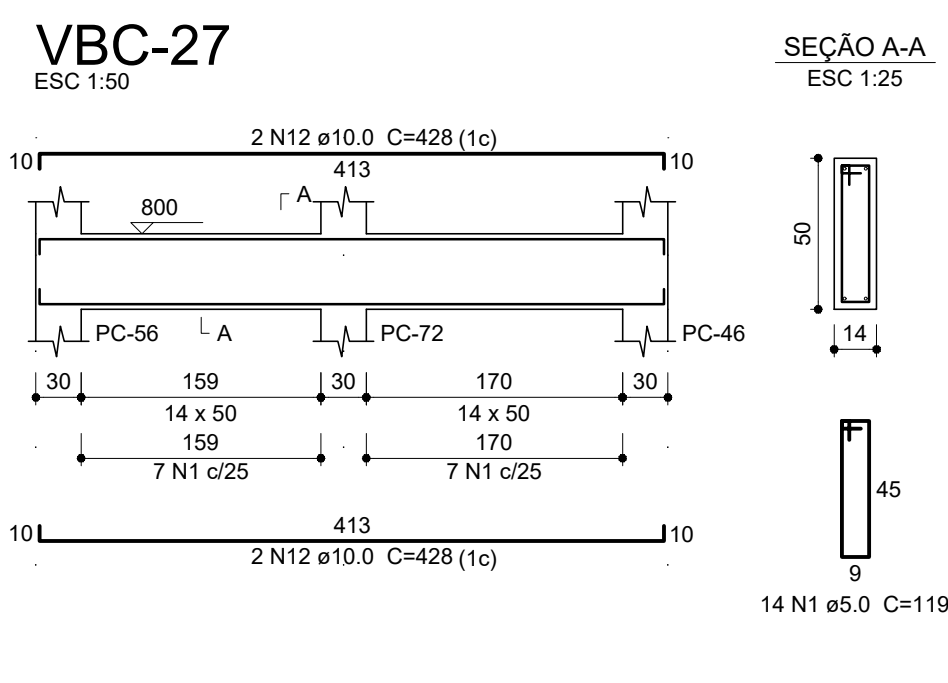 VBC-27
ESC 1:50
SEÇÃO A-A
ESC 1:25
2 N12 ø10.0 C=428 (1c)
10
413
10
A
800
50
PC-56
A
PC-72
PC-46
14
30
159
30
170
30
14 x 50
14 x 50
159
170
7 N1 c/25
7 N1 c/25
45
10
413
10
2 N12 ø10.0 C=428 (1c)
9
14 N1 ø5.0 C=119